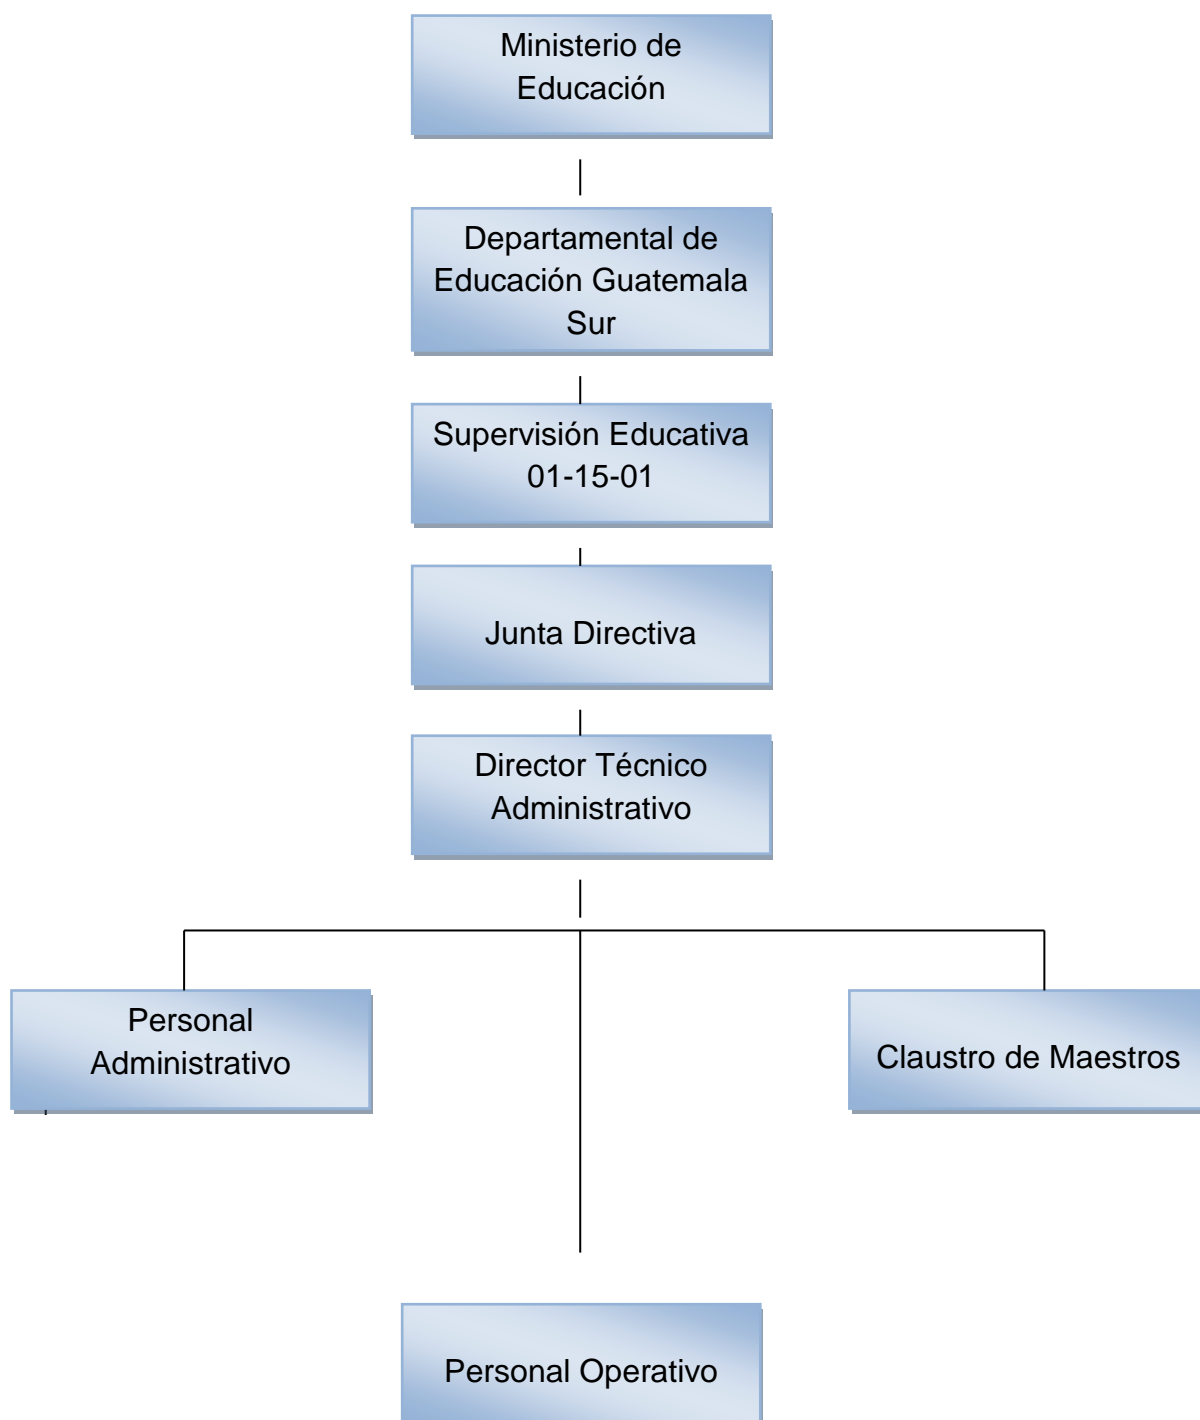 Ministerio de
Educación
Departamental de
Educación Guatemala
Sur
Supervisión Educativa
01-15-01
Junta Directiva
Director Técnico
Administrativo
Personal
Administrativo
Claustro de Maestros
Personal Operativo